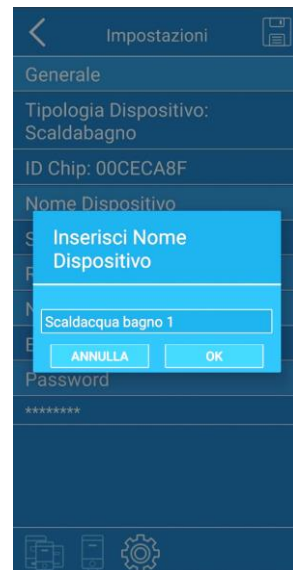 Impostazioni
Generale
Tipologia Dispositivo:
Scaldabagno
ID Chip: 00CECA8F
Nome Dispositivo
Inserisci Nome
Dispositivo
Scaldacqua bagno 1
ANNULLA OK
Password
********